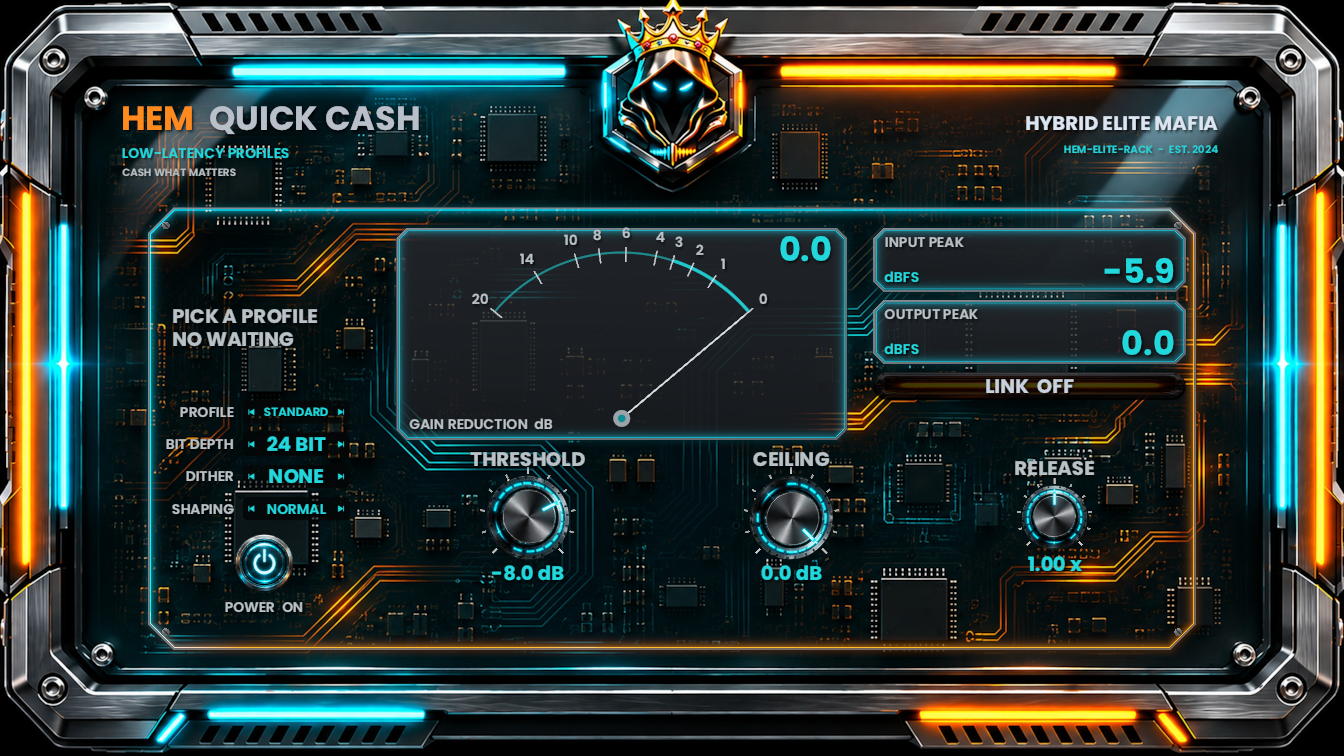 HEM QUICK CASH
LOW-LATENCY PROFILES
CASH WHAT MATTERS
HYBRID ELITE MAFIA
HEM-ELITE-RACK - EST. 2024
PICK A PROFILE
NO WAITING
PROFILE STANDARD
BIT DEPTH 24 BIT
DITHER NONE
SHAPING NORMAL
POWER ON
20 14 10 8 6 4 3 2 1 0
0.0
GAIN REDUCTION dB
INPUT PEAK
dBFS -5.9
OUTPUT PEAK
dBFS 0.0
LINK OFF
THRESHOLD
-8.0 dB
CEILING
0.0 dB
RELEASE
1.00 x